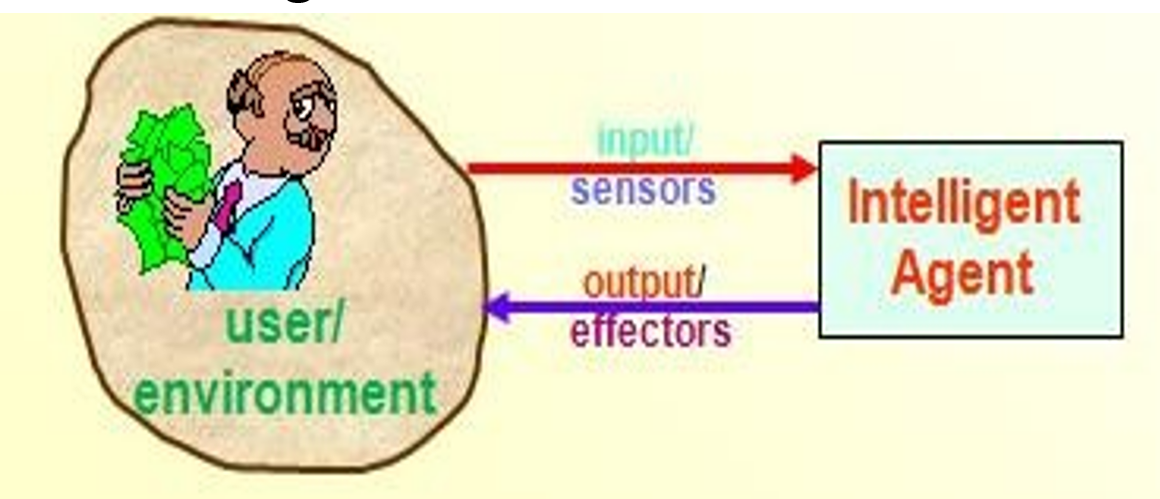 input/
sensors
Intelligent
Agent
output/
effectors
user/
environment